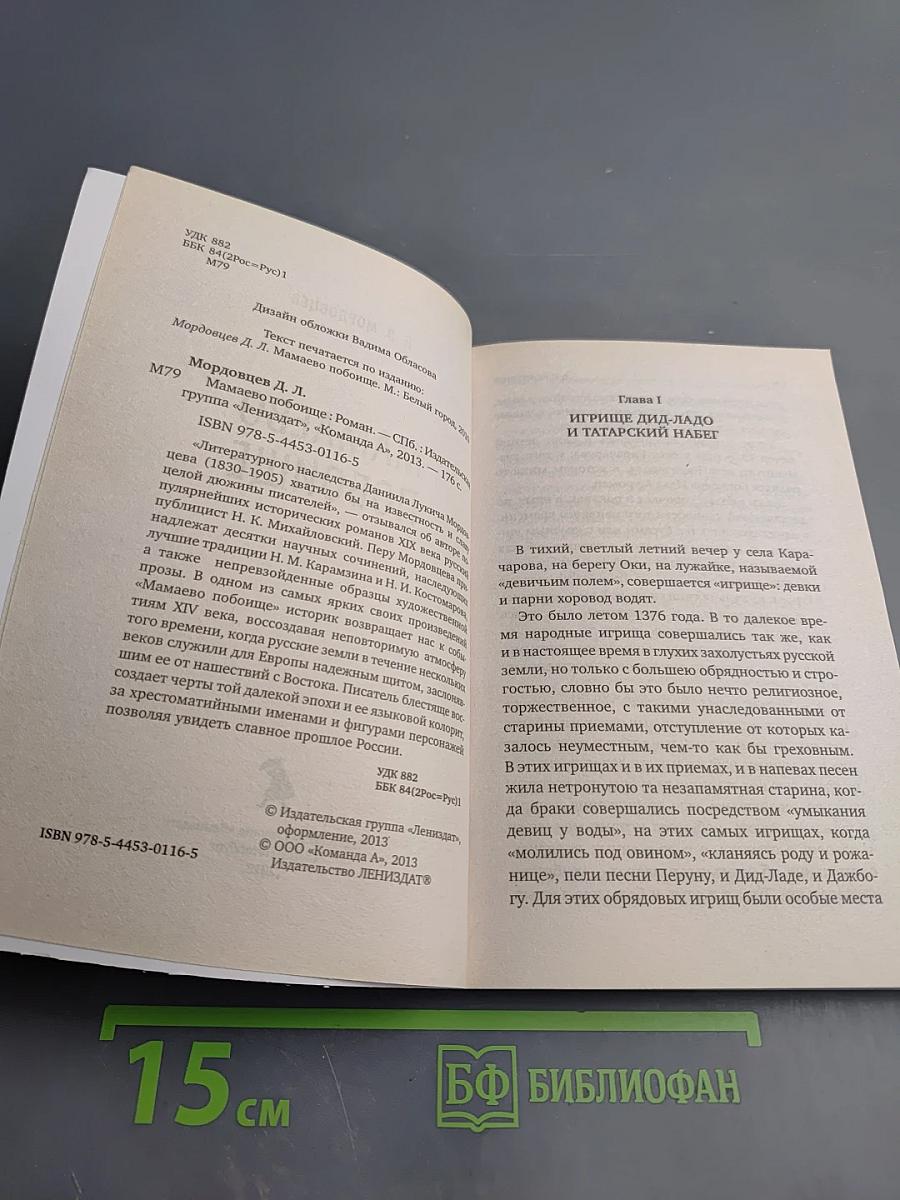 УДК 882
ББК 84(2Рос=Рус)1
М79
Дизайн обложки Вадима Обласова
Текст печатается по изданию:
Мордовцев Д. Л. Мамаево побоище. М.: Белый город,
Мордовцев Д. Л.
М79 Мамаево побоище : Роман. — СПб. : Издательская
группа «Лениздат», «Команда А», 2013. — 176 с.
ISBN 978-5-4453-0116-5
«Литературного наследства Даниила Лукича Мордов-
цева (1830–1905) хватило бы на известность и славу
целой дюжины писателей», — отзывался об авторе по-
пулярнейших исторических романов XIX века русский
публицист Н. К. Михайловский. Перу Мордовцева при-
надлежат десятки научных сочинений, наследующих
лучшие традиции Н. М. Карамзина и Н. И. Костомарова,
а также непревзойденные образцы художественной
прозы. В одном из самых ярких своих произведений
«Мамаево побоище» историк возвращает нас к собы-
тиям XIV века, воссоздавая неповторимую атмосферу
того времени, когда русские земли в течение нескольких
веков служили для Европы надежным щитом, заслоняв-
шим ее от нашествий с Востока. Писатель блестяще вос-
создает черты той далекой эпохи и ее языковой колорит,
за хрестоматийными именами и фигурами персонажей
позволяя увидеть славное прошлое России.
УДК 882
ББК 84(2Рос=Рус)1
© Издательская группа «Лениздат»,
оформление, 2013
© ООО «Команда А», 2013
Издательство ЛЕНИЗДАТ®
ISBN 978-5-4453-0116-5
Глава I
ИГРИЩЕ ДИД-ЛАДО
И ТАТАРСКИЙ НАБЕГ
В тихий, светлый летний вечер у села Кара-
чарова, на берегу Оки, на лужайке, называемой
«девичьим полем», совершается «игрище»: девки
и парни хоровод водят.
Это было летом 1376 года. В то далекое вре-
мя народные игрища совершались так же, как
и в настоящее время в глухих захолустьях русской
земли, но только с большею обрядностью и стро-
гостью, словно бы это было нечто религиозное,
торжественное, с такими унаследованными от
старины приемами, отступление от которых ка-
залось неуместным, чем-то как бы греховным.
В этих игрищах и в их приемах, и в напевах песен
жила нетронутою та незапамятная старина, ког-
да браки совершались посредством «умыкания
девиц у воды», на этих самых игрищах, когда
«молились под овином», «кланяясь роду и рожа-
нице», пели песни Перуну, и Дид-Ладе, и Дажбо-
гу. Для этих обрядовых игрищ были особые места
15 см
БФ БИБЛИОФАН